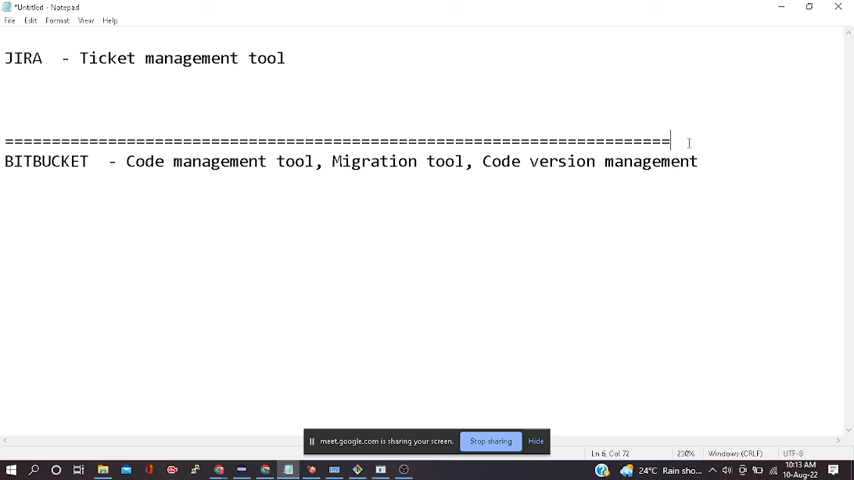 *Untitled - Notepad
File Edit Format View Help
JIRA - Ticket management tool
=======================================================================
BITBUCKET - Code management tool, Migration tool, Code version management
meet.google.com is sharing your screen. Stop sharing Hide
Ln 6, Col 72 230% Windows (CRLF) UTF-8
24°C Rain sho... 10:13 AM
10-Aug-22